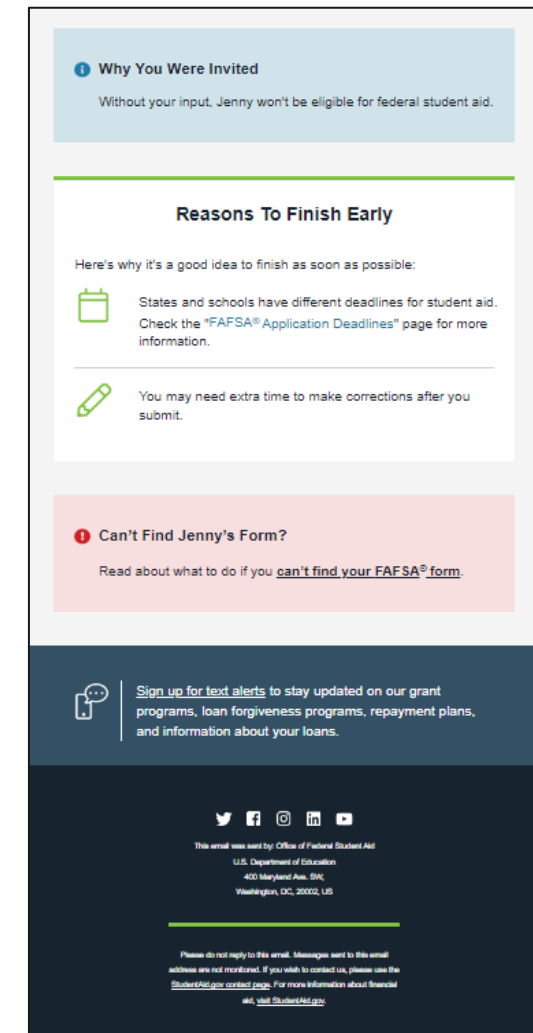 Why You Were Invited
Without your input, Jenny won't be eligible for federal student aid.
Reasons To Finish Early
Here's why it's a good idea to finish as soon as possible:
States and schools have different deadlines for student aid.
Check the "FAFSA® Application Deadlines" page for more
information.
You may need extra time to make corrections after you
submit.
Can't Find Jenny's Form?
Read about what to do if you can't find your FAFSA® form.
Sign up for text alerts to stay updated on our grant
programs, loan forgiveness programs, repayment plans,
and information about your loans.
This email was sent by: Office of Federal Student Aid
U.S. Department of Education
400 Maryland Ave. SW,
Washington, DC, 20002, US
Please do not reply to this email. Messages sent to this email
address are not monitored. If you wish to contact us, please use the
StudentAid.gov contact page. For more information about financial
aid, visit StudentAid.gov.